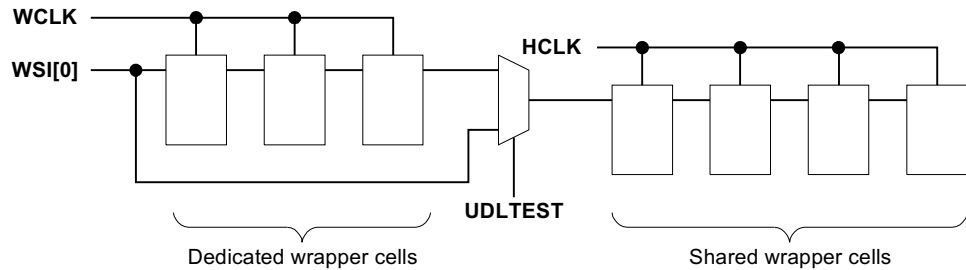 WCLK
HCLK
WSI[0]
UDLTEST
Dedicated wrapper cells
Shared wrapper cells